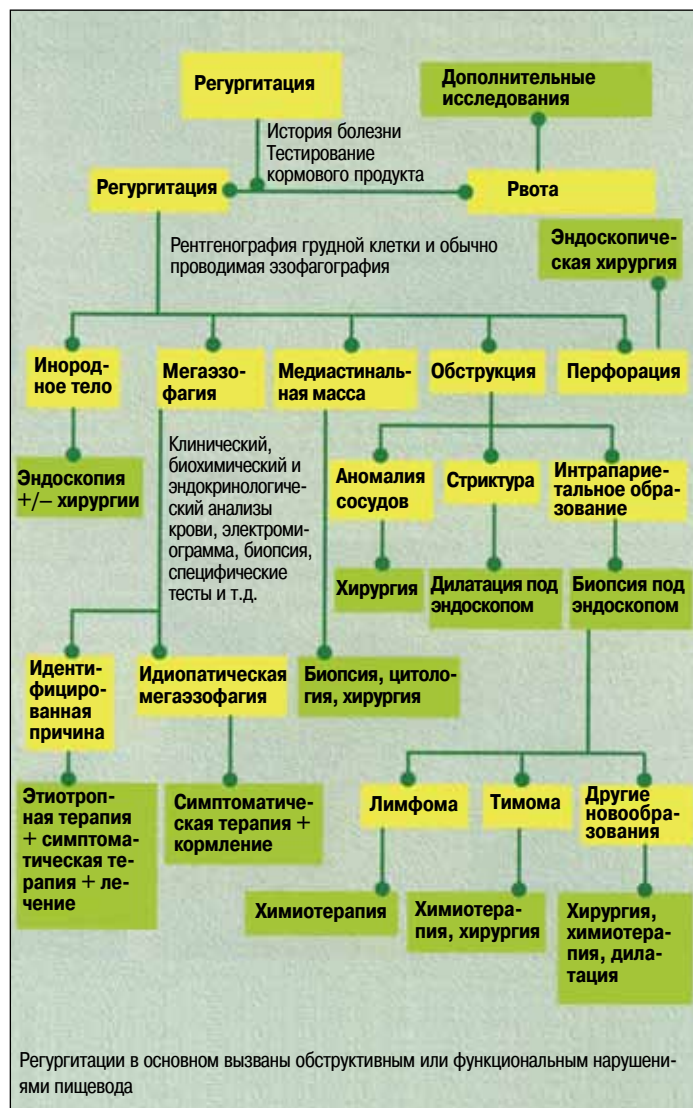 Регургитация
Дополнительные
исследования
История болезни
Тестирование
кормового продукта
Регургитация
Рвота
Рентгенография грудной клетки и обычно
проводимая эзофагография
Эндоскопиче-
ская хирургия
Инород-
ное тело
Мегаэзо-
фагия
Медиастиналь-
ная масса
Обструкция
Перфорация
Эндоскопия
+/– хирургии
Клинический,
биохимический и
эндокринологиче-
ский анализы
крови, электроми-
ограмма, биопсия,
специфические
тесты и т.д.
Аномалия
сосудов
Стриктура
Интрапарие-
тальное обра-
зование
Хирургия
Дилатация под
эндоскопом
Биопсия под
эндоскопом
Иденти-
фициро-
ванная
причина
Идиопатическая
мегаэзофагия
Биопсия, цитоло-
гия, хирургия
Этиотроп-
ная терапия
+ симпто-
матическая те-
рапия + ле-
чение
Симптоматиче-
ская терапия +
кормление
Лимфома
Тимома
Другие
новообра-
зования
Химиотерапия
Химиотера-
пия, хирургия
Хирургия,
химиотера-
пия, дила-
тация
Регургитации в основном вызваны обструктивным или функциональным нарушени-
ями пищевода